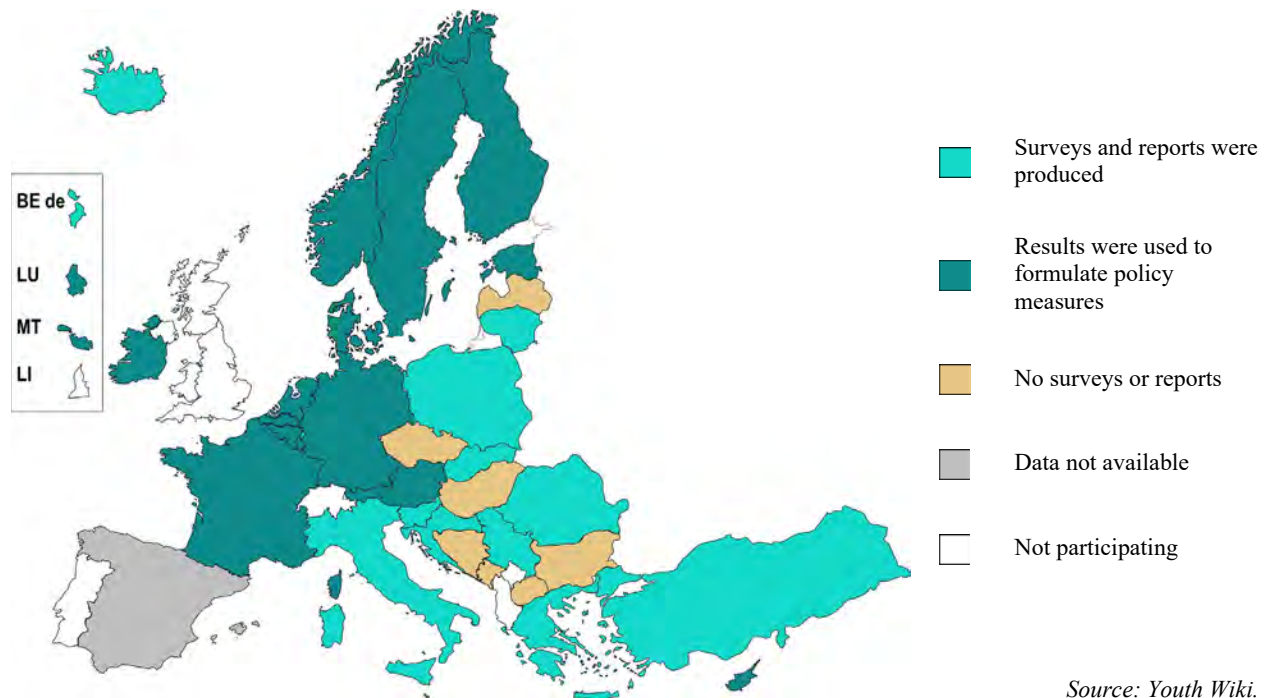 BE de
LU
MT
LI
Surveys and reports were
produced
Results were used to
formulate policy
measures
No surveys or reports
Data not available
Not participating
Source: Youth Wiki.